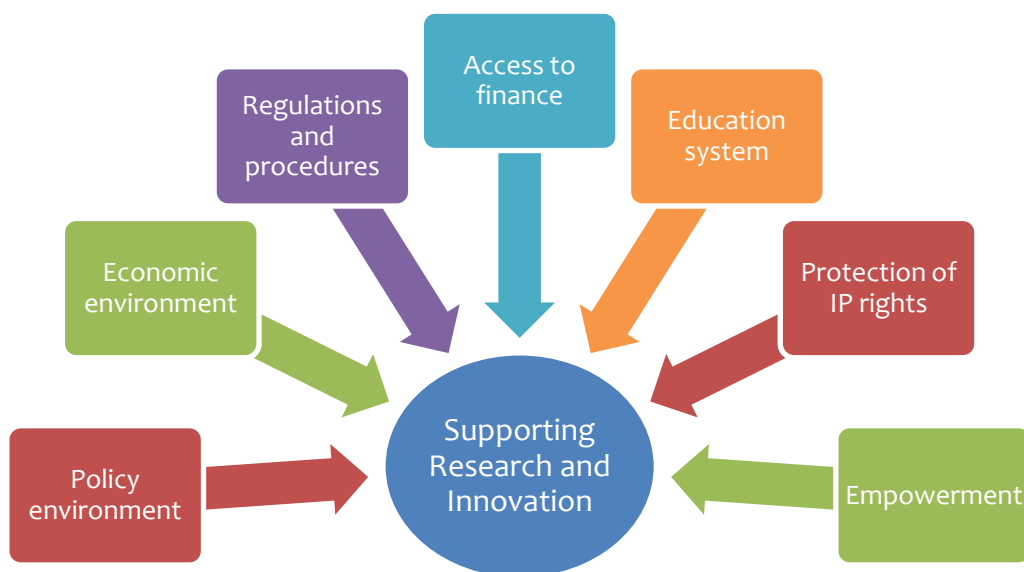 Access to
finance
Regulations
and
procedures
Education
system
Economic
environment
Protection of
IP rights
Supporting
Research and
Innovation
Policy
environment
Empowerment